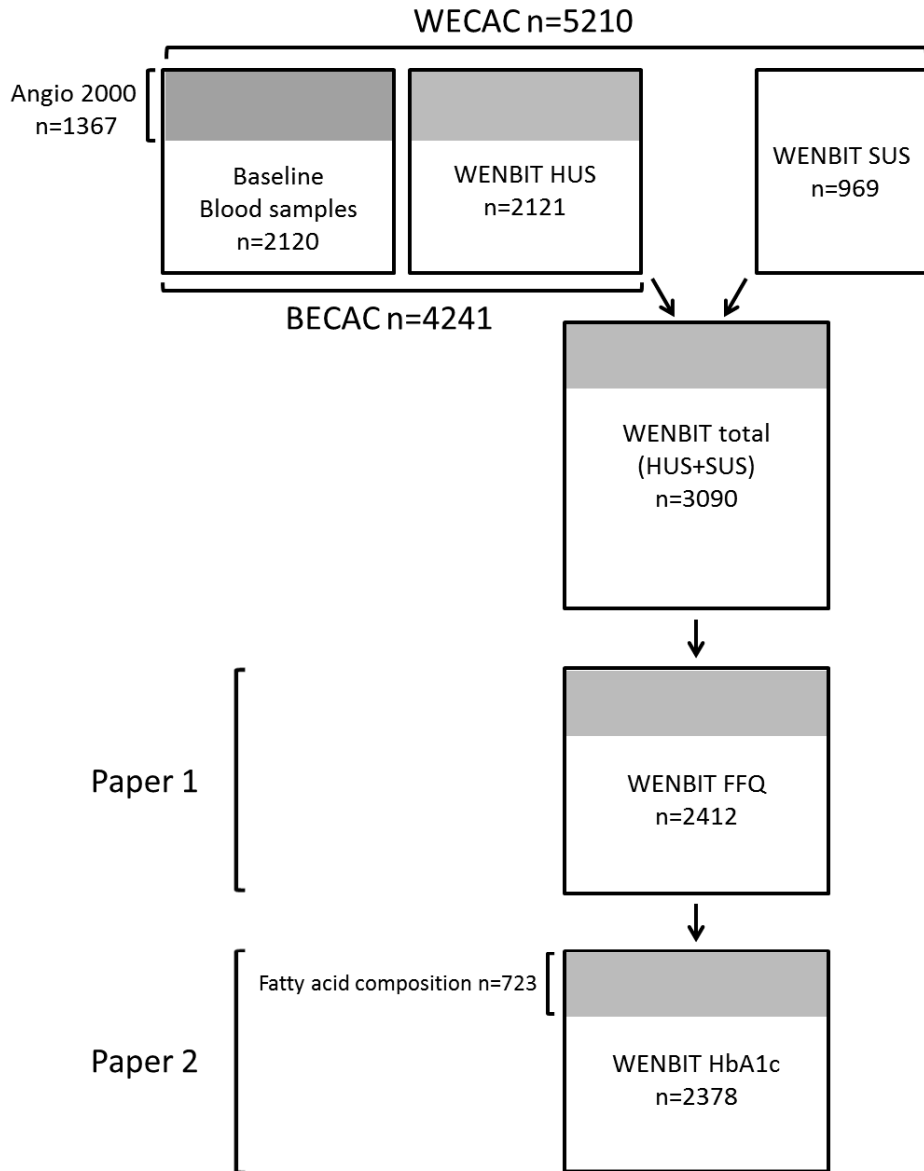 WECAC n=5210
Angio 2000
n=1367
Baseline
Blood samples
n=2120
WENBIT HUS
n=2121
WENBIT SUS
n=969
BECAC n=4241
WENBIT total
(HUS+SUS)
n=3090
Paper 1
WENBIT FFQ
n=2412
Paper 2
Fatty acid composition n=723
WENBIT HbA1c
n=2378